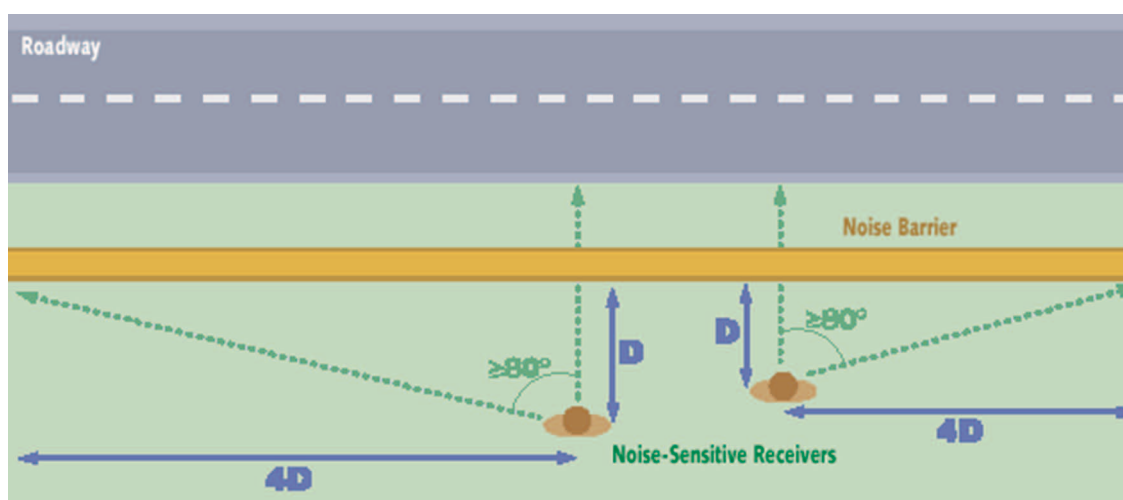 Roadway
Noise Barrier
D
D
≥80°
≥80°
4D
Noise-Sensitive Receivers
4D